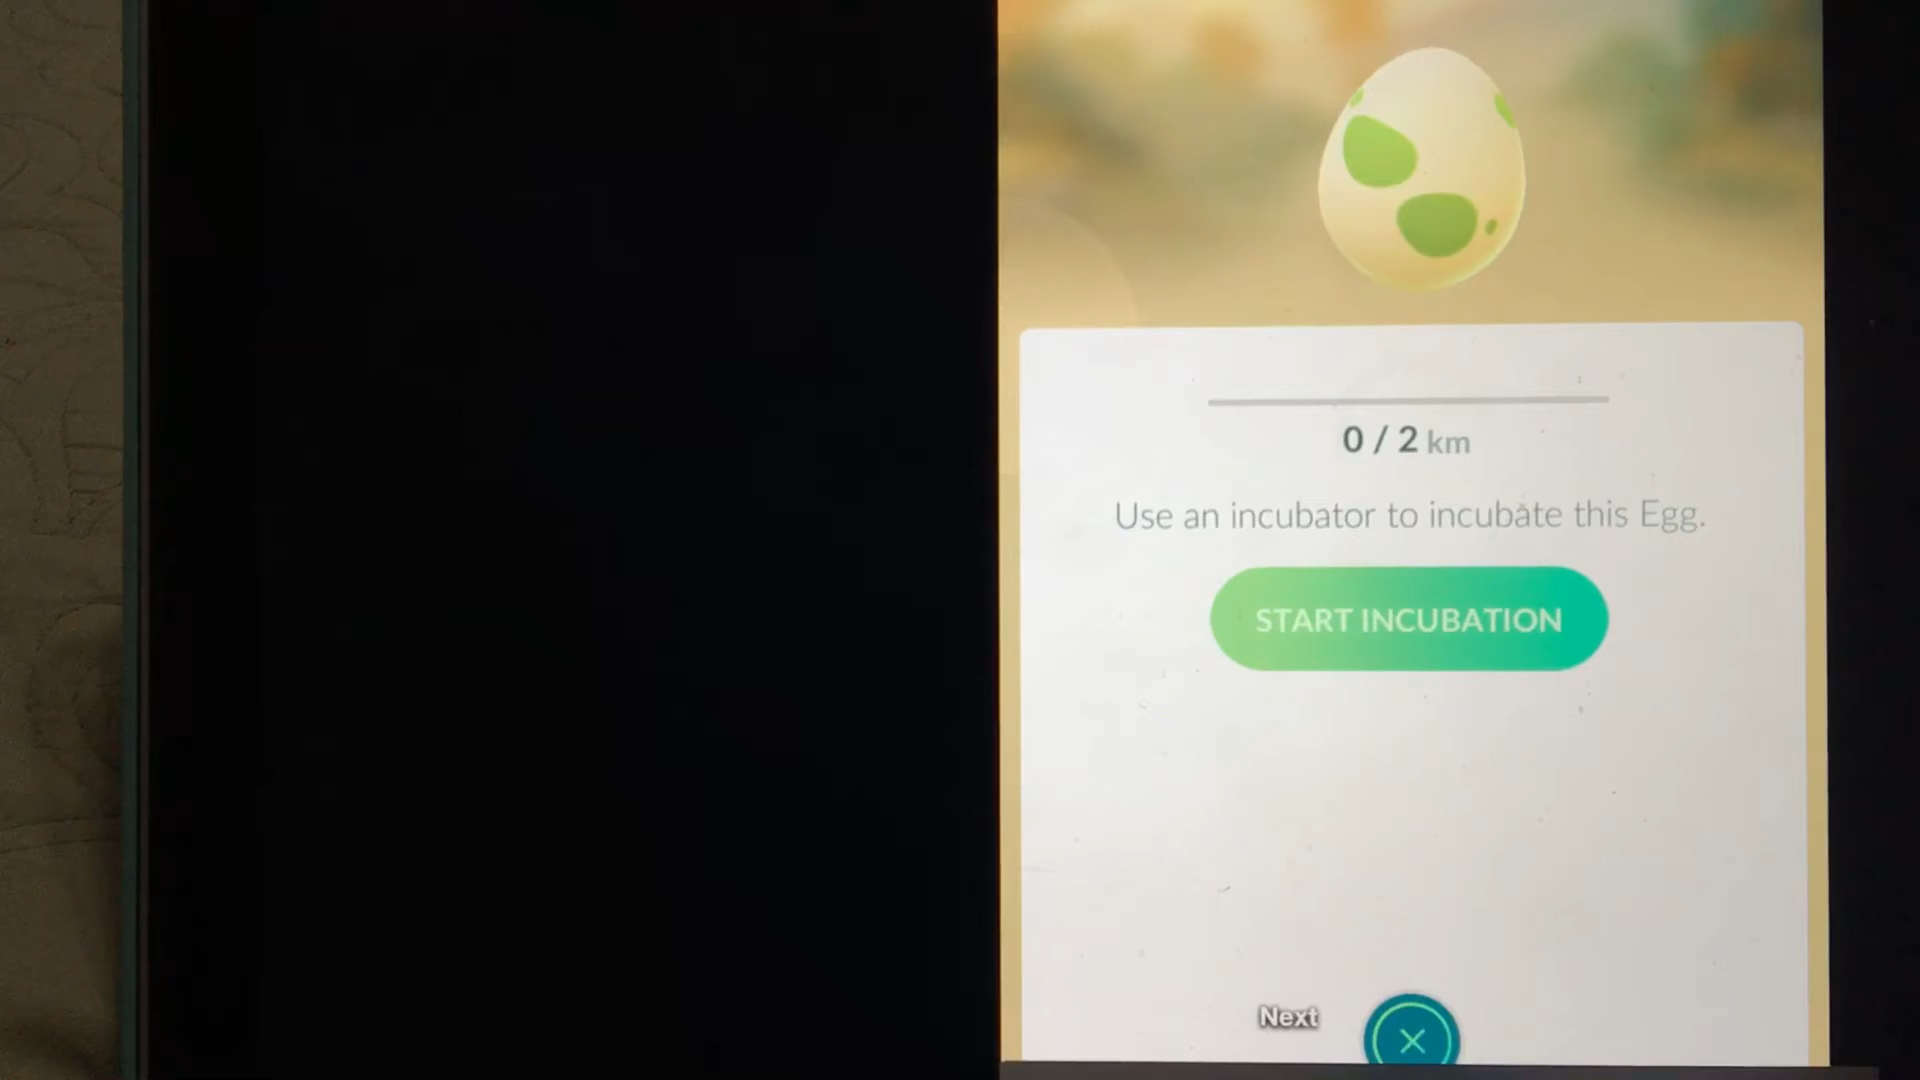 0 / 2 km
Use an incubator to incubate this Egg.
START INCUBATION
Next